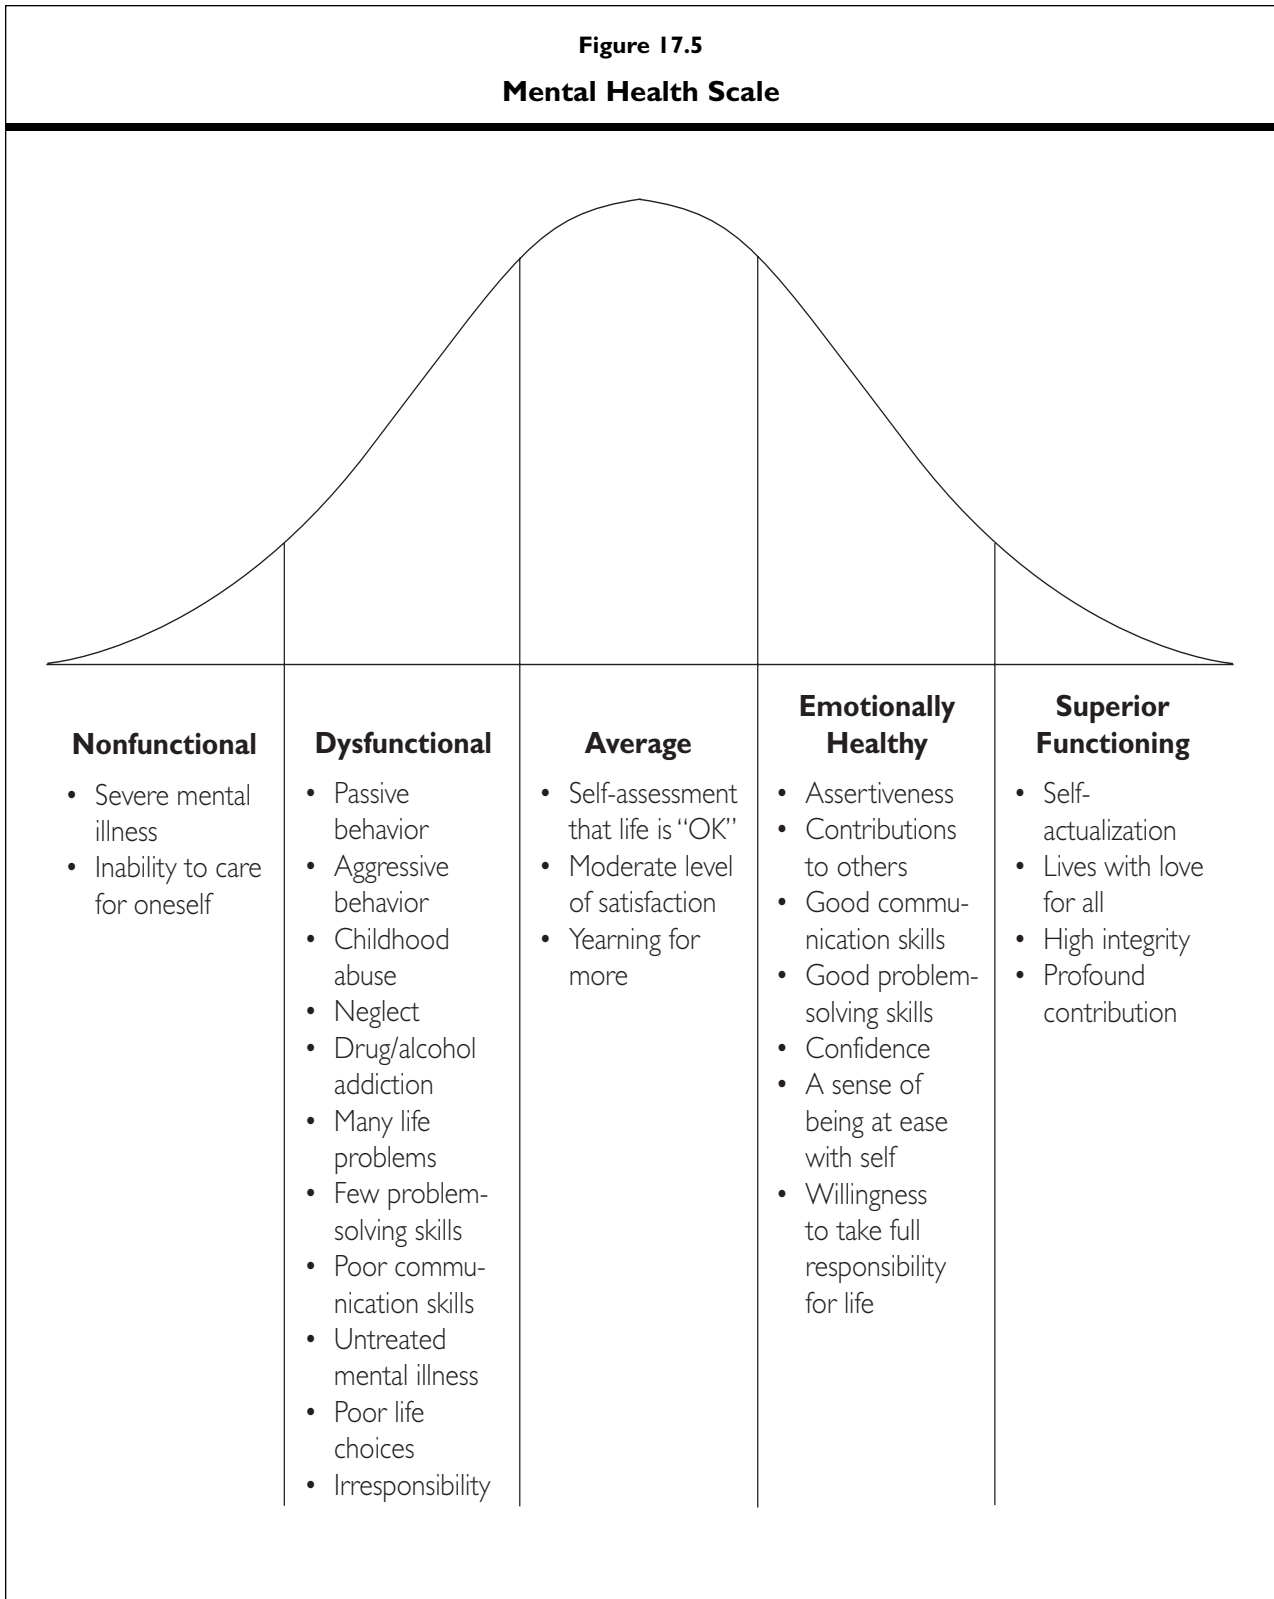 Figure 17.5
Mental Health Scale
Nonfunctional
• Severe mental
illness
• Inability to care
for oneself
Dysfunctional
• Passive
behavior
• Aggressive
behavior
• Childhood
abuse
• Neglect
• Drug/alcohol
addiction
• Many life
problems
• Few problem-
solving skills
• Poor commu-
nication skills
• Untreated
mental illness
• Poor life
choices
• Irresponsibility
Average
• Self-assessment
that life is “OK”
• Moderate level
of satisfaction
• Yearning for
more
Emotionally
Healthy
• Assertiveness
• Contributions
to others
• Good commu-
nication skills
• Good problem-
solving skills
• Confidence
• A sense of
being at ease
with self
• Willingness
to take full
responsibility
for life
Superior
Functioning
• Self-
actualization
• Lives with love
for all
• High integrity
• Profound
contribution